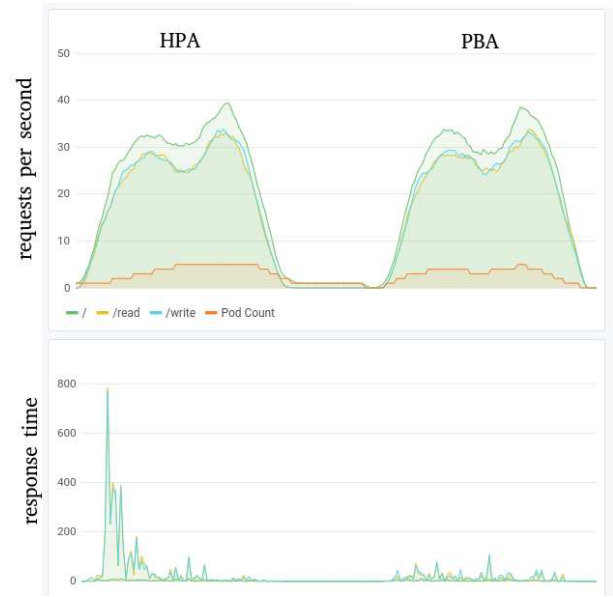 HPA PBA
requests per second
50
40
30
20
10
0
/ /read /write Pod Count
response time
800
600
400
200
0